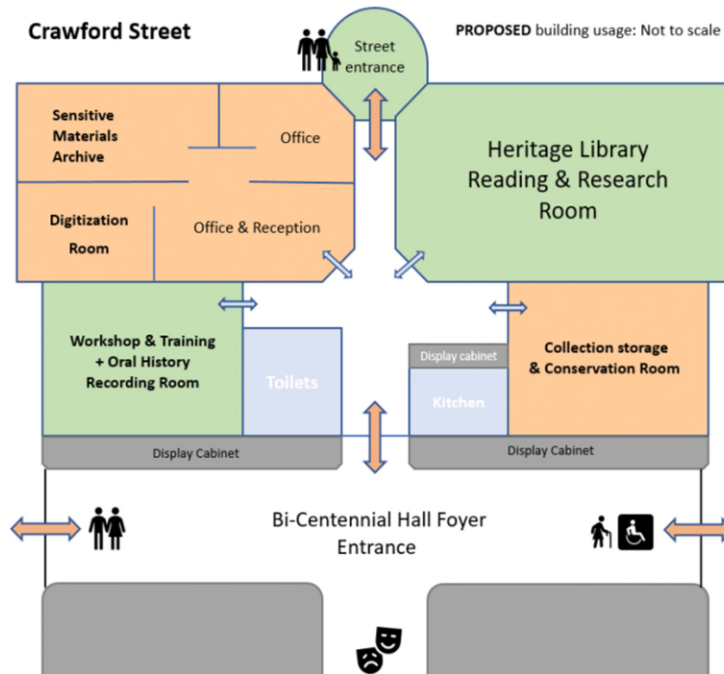 Crawford Street
PROPOSED building usage: Not to scale
Street
entrance
Sensitive
Materials
Archive
Office
Heritage Library
Reading & Research
Room
Digitization
Room
Office & Reception
Workshop & Training
+ Oral History
Recording Room
Toilets
Display cabinet
Kitchen
Collection storage
& Conservation Room
Display Cabinet
Display Cabinet
Bi-Centennial Hall Foyer
Entrance